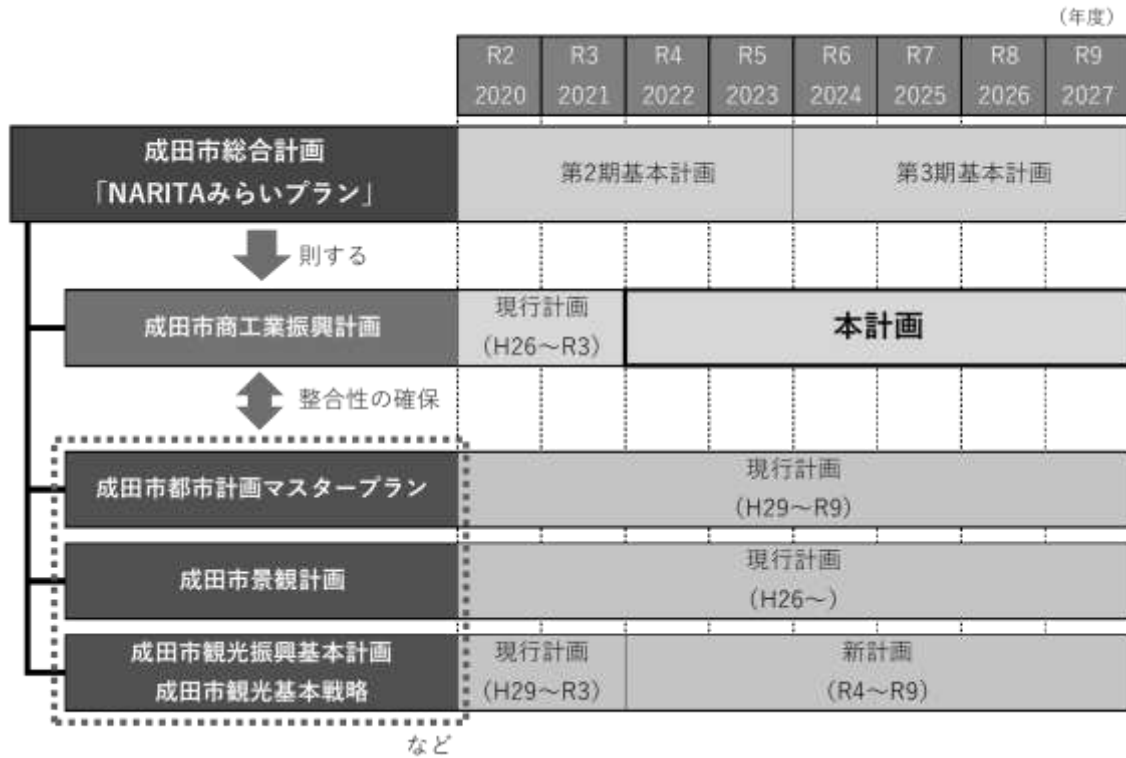 （年度）
R2 R3 R4 R5 R6 R7 R8 R9
2020 2021 2022 2023 2024 2025 2026 2027
成田市総合計画
「NARITAみらいプラン」
第2期基本計画 第3期基本計画
則する
成田市商工業振興計画
現行計画
（H26～R3）
本計画
整合性の確保
成田市都市計画マスタープラン
現行計画
（H29～R9）
成田市景観計画
現行計画
（H26～）
成田市観光振興基本計画
成田市観光基本戦略
現行計画
（H29～R3）
新計画
（R4～R9）
など